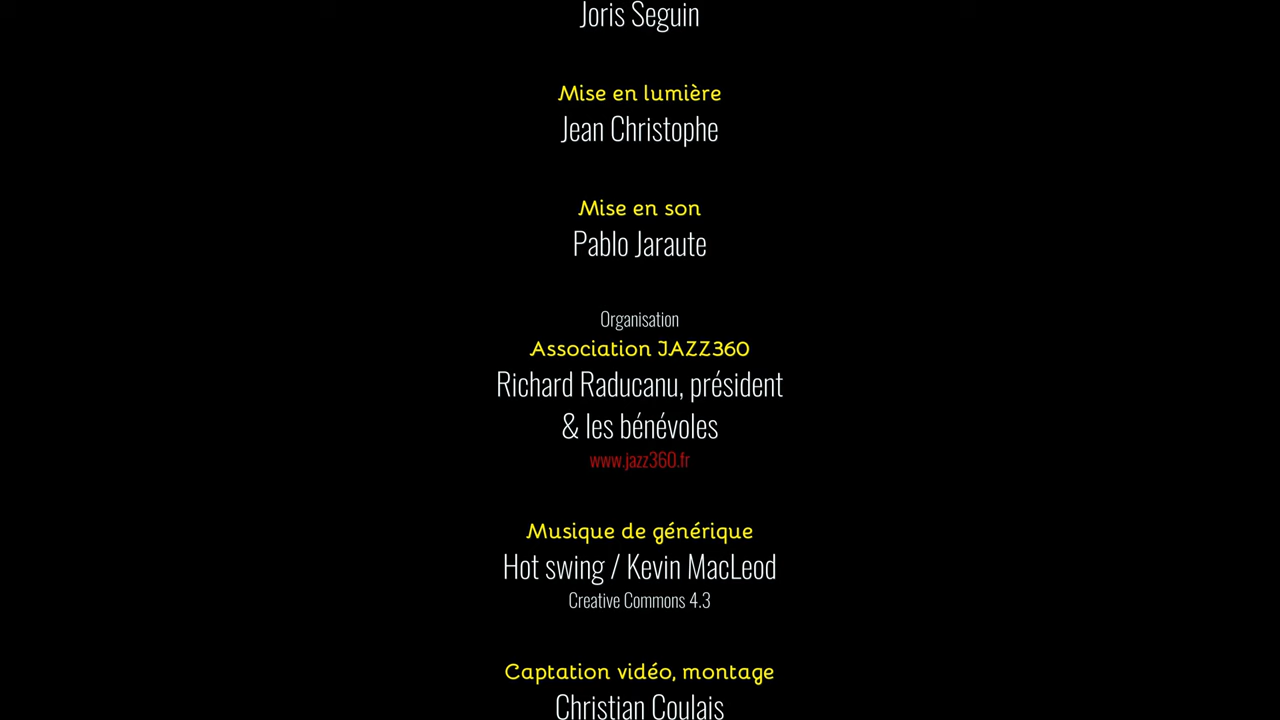 Joris Seguin
Mise en lumière
Jean Christophe
Mise en son
Pablo Jaraute
Organisation
Association JAZZ360
Richard Raducanu, président
& les bénévoles
www.jazz360.fr
Musique de générique
Hot swing / Kevin MacLeod
Creative Commons 4.3
Captation vidéo, montage
Christian Coulais